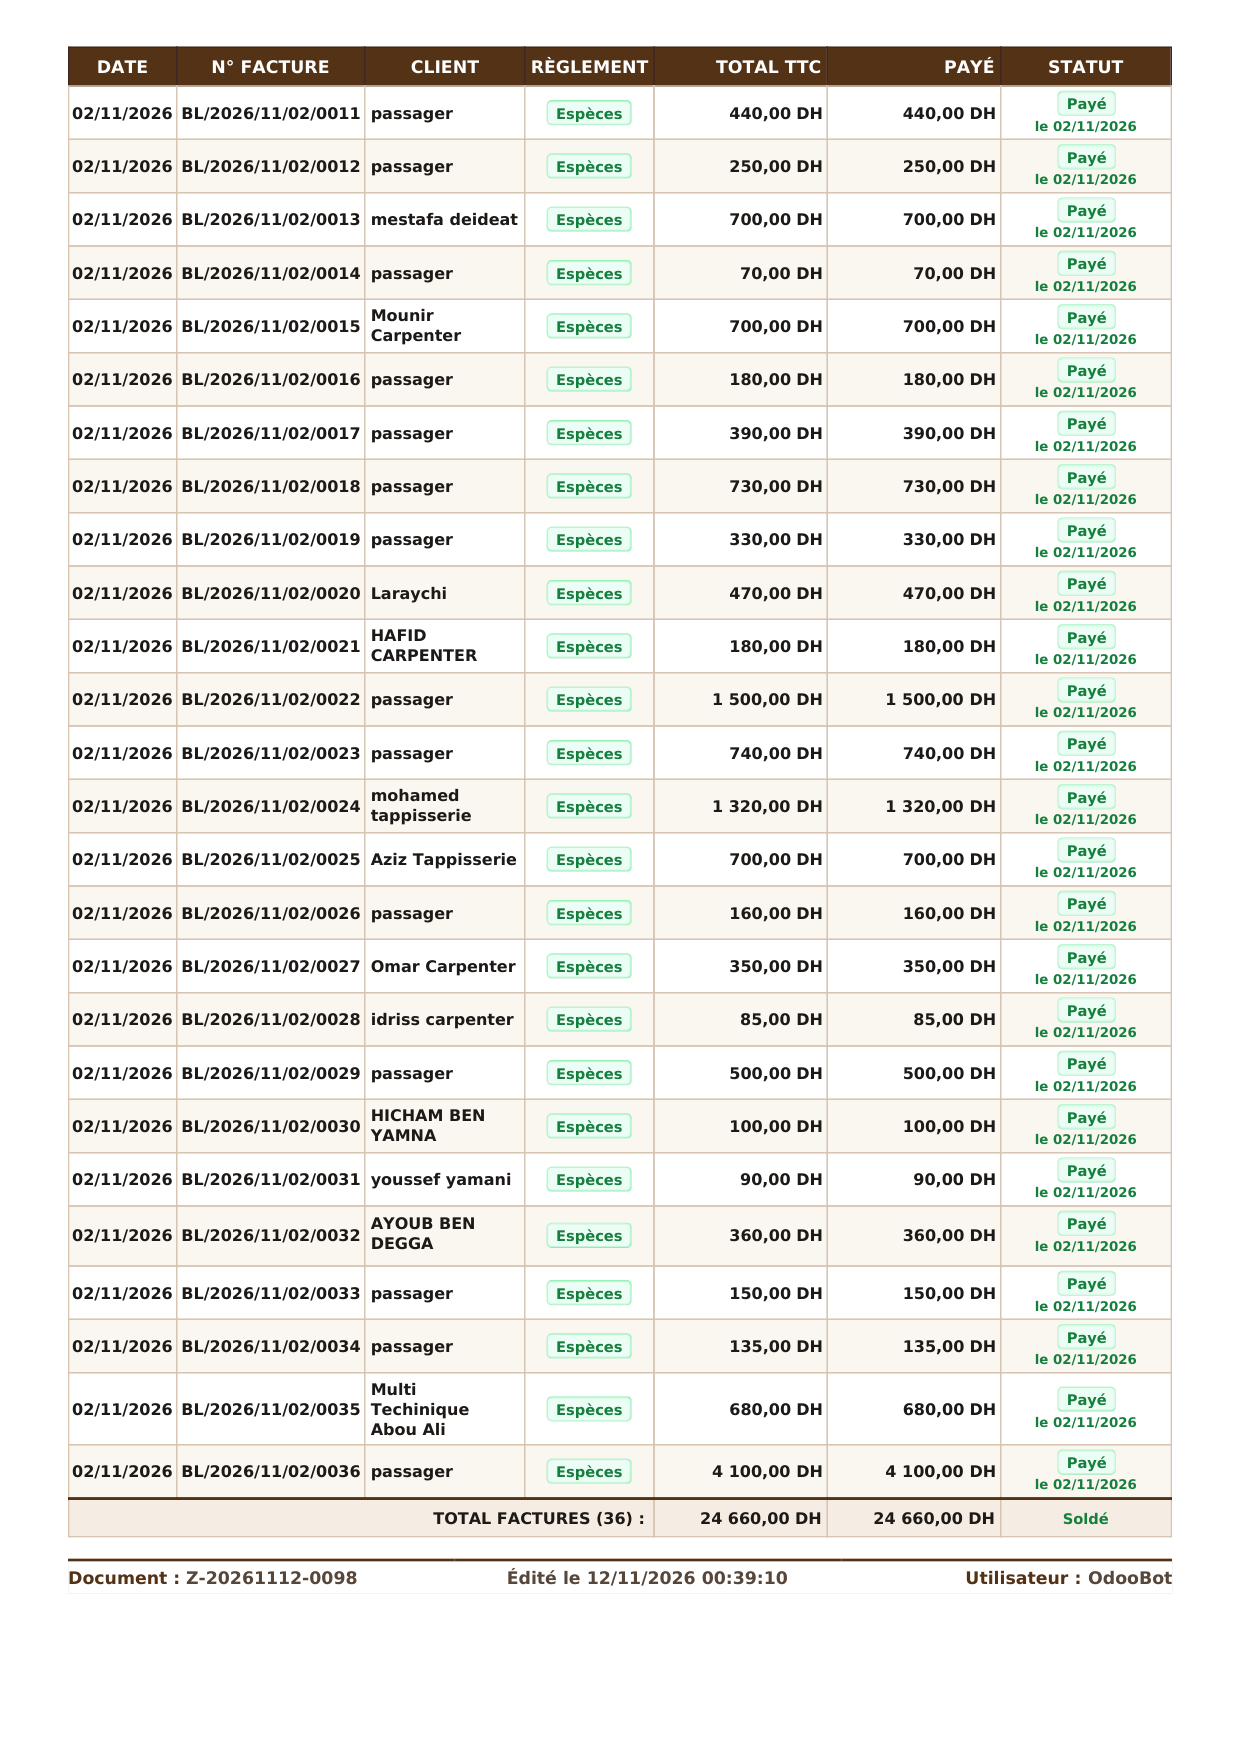 DATE N° FACTURE CLIENT RÈGLEMENT TOTAL TTC PAYÉ STATUT
02/11/2026 BL/2026/11/02/0011 passager Espèces 440,00 DH 440,00 DH Payé
le 02/11/2026
02/11/2026 BL/2026/11/02/0012 passager Espèces 250,00 DH 250,00 DH Payé
le 02/11/2026
02/11/2026 BL/2026/11/02/0013 mestafa deideat Espèces 700,00 DH 700,00 DH Payé
le 02/11/2026
02/11/2026 BL/2026/11/02/0014 passager Espèces 70,00 DH 70,00 DH Payé
le 02/11/2026
02/11/2026 BL/2026/11/02/0015 Mounir
Carpenter Espèces 700,00 DH 700,00 DH Payé
le 02/11/2026
02/11/2026 BL/2026/11/02/0016 passager Espèces 180,00 DH 180,00 DH Payé
le 02/11/2026
02/11/2026 BL/2026/11/02/0017 passager Espèces 390,00 DH 390,00 DH Payé
le 02/11/2026
02/11/2026 BL/2026/11/02/0018 passager Espèces 730,00 DH 730,00 DH Payé
le 02/11/2026
02/11/2026 BL/2026/11/02/0019 passager Espèces 330,00 DH 330,00 DH Payé
le 02/11/2026
02/11/2026 BL/2026/11/02/0020 Laraychi Espèces 470,00 DH 470,00 DH Payé
le 02/11/2026
02/11/2026 BL/2026/11/02/0021 HAFID
CARPENTER Espèces 180,00 DH 180,00 DH Payé
le 02/11/2026
02/11/2026 BL/2026/11/02/0022 passager Espèces 1 500,00 DH 1 500,00 DH Payé
le 02/11/2026
02/11/2026 BL/2026/11/02/0023 passager Espèces 740,00 DH 740,00 DH Payé
le 02/11/2026
02/11/2026 BL/2026/11/02/0024 mohamed
tappisserie Espèces 1 320,00 DH 1 320,00 DH Payé
le 02/11/2026
02/11/2026 BL/2026/11/02/0025 Aziz Tappisserie Espèces 700,00 DH 700,00 DH Payé
le 02/11/2026
02/11/2026 BL/2026/11/02/0026 passager Espèces 160,00 DH 160,00 DH Payé
le 02/11/2026
02/11/2026 BL/2026/11/02/0027 Omar Carpenter Espèces 350,00 DH 350,00 DH Payé
le 02/11/2026
02/11/2026 BL/2026/11/02/0028 idriss carpenter Espèces 85,00 DH 85,00 DH Payé
le 02/11/2026
02/11/2026 BL/2026/11/02/0029 passager Espèces 500,00 DH 500,00 DH Payé
le 02/11/2026
02/11/2026 BL/2026/11/02/0030 HICHAM BEN
YAMNA Espèces 100,00 DH 100,00 DH Payé
le 02/11/2026
02/11/2026 BL/2026/11/02/0031 youssef yamani Espèces 90,00 DH 90,00 DH Payé
le 02/11/2026
02/11/2026 BL/2026/11/02/0032 AYOUB BEN
DEGGA Espèces 360,00 DH 360,00 DH Payé
le 02/11/2026
02/11/2026 BL/2026/11/02/0033 passager Espèces 150,00 DH 150,00 DH Payé
le 02/11/2026
02/11/2026 BL/2026/11/02/0034 passager Espèces 135,00 DH 135,00 DH Payé
le 02/11/2026
02/11/2026 BL/2026/11/02/0035 Multi
Techinique
Abou Ali Espèces 680,00 DH 680,00 DH Payé
le 02/11/2026
02/11/2026 BL/2026/11/02/0036 passager Espèces 4 100,00 DH 4 100,00 DH Payé
le 02/11/2026
TOTAL FACTURES (36) : 24 660,00 DH 24 660,00 DH Soldé
Document : Z-20261112-0098 Édité le 12/11/2026 00:39:10 Utilisateur : OdooBot